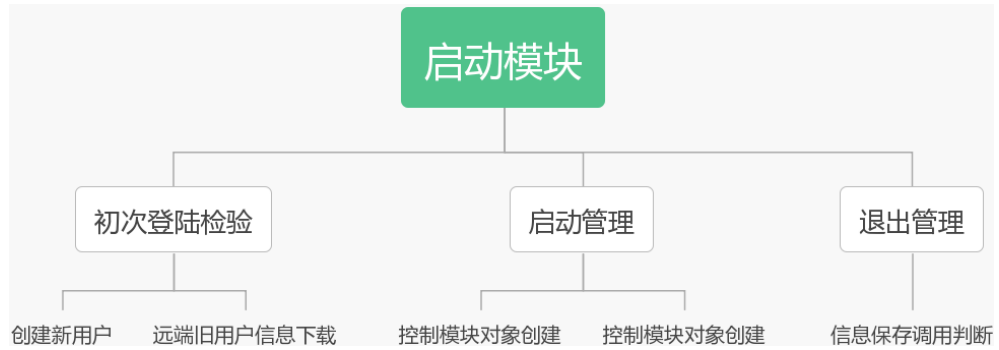 启动模块
初次登陆检验
启动管理
退出管理
创建新用户
远端旧用户信息下载
控制模块对象创建
控制模块对象创建
信息保存调用判断